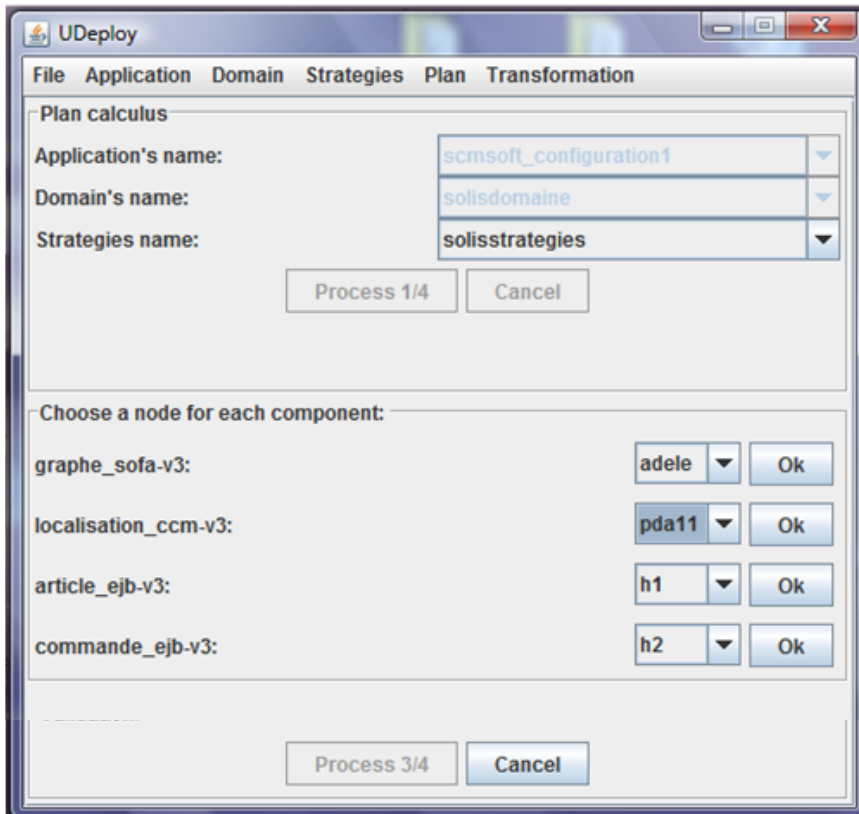 UDeploy
File Application Domain Strategies Plan Transformation
Plan calculus
Application's name: scmsoft_configuration1
Domain's name: solisdomaine
Strategies name: solisstrategies
Process 1/4 Cancel
Choose a node for each component:
graphe_sofa-v3: adele Ok
localisation_ccm-v3: pda11 Ok
article_ejb-v3: h1 Ok
commande_ejb-v3: h2 Ok
Process 3/4 Cancel